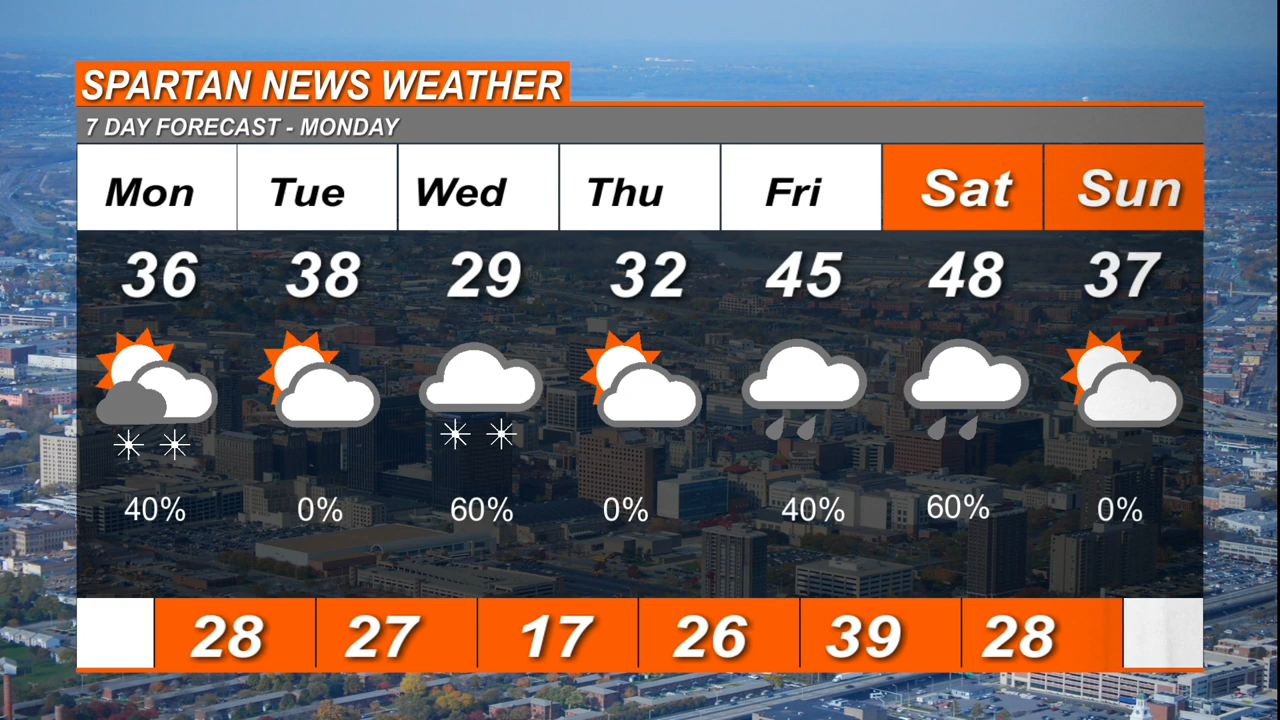 SPARTAN NEWS WEATHER
7 DAY FORECAST - MONDAY
Mon Tue Wed Thu Fri Sat Sun
36 38 29 32 45 48 37
40% 0% 60% 0% 40% 60% 0%
28 27 17 26 39 28